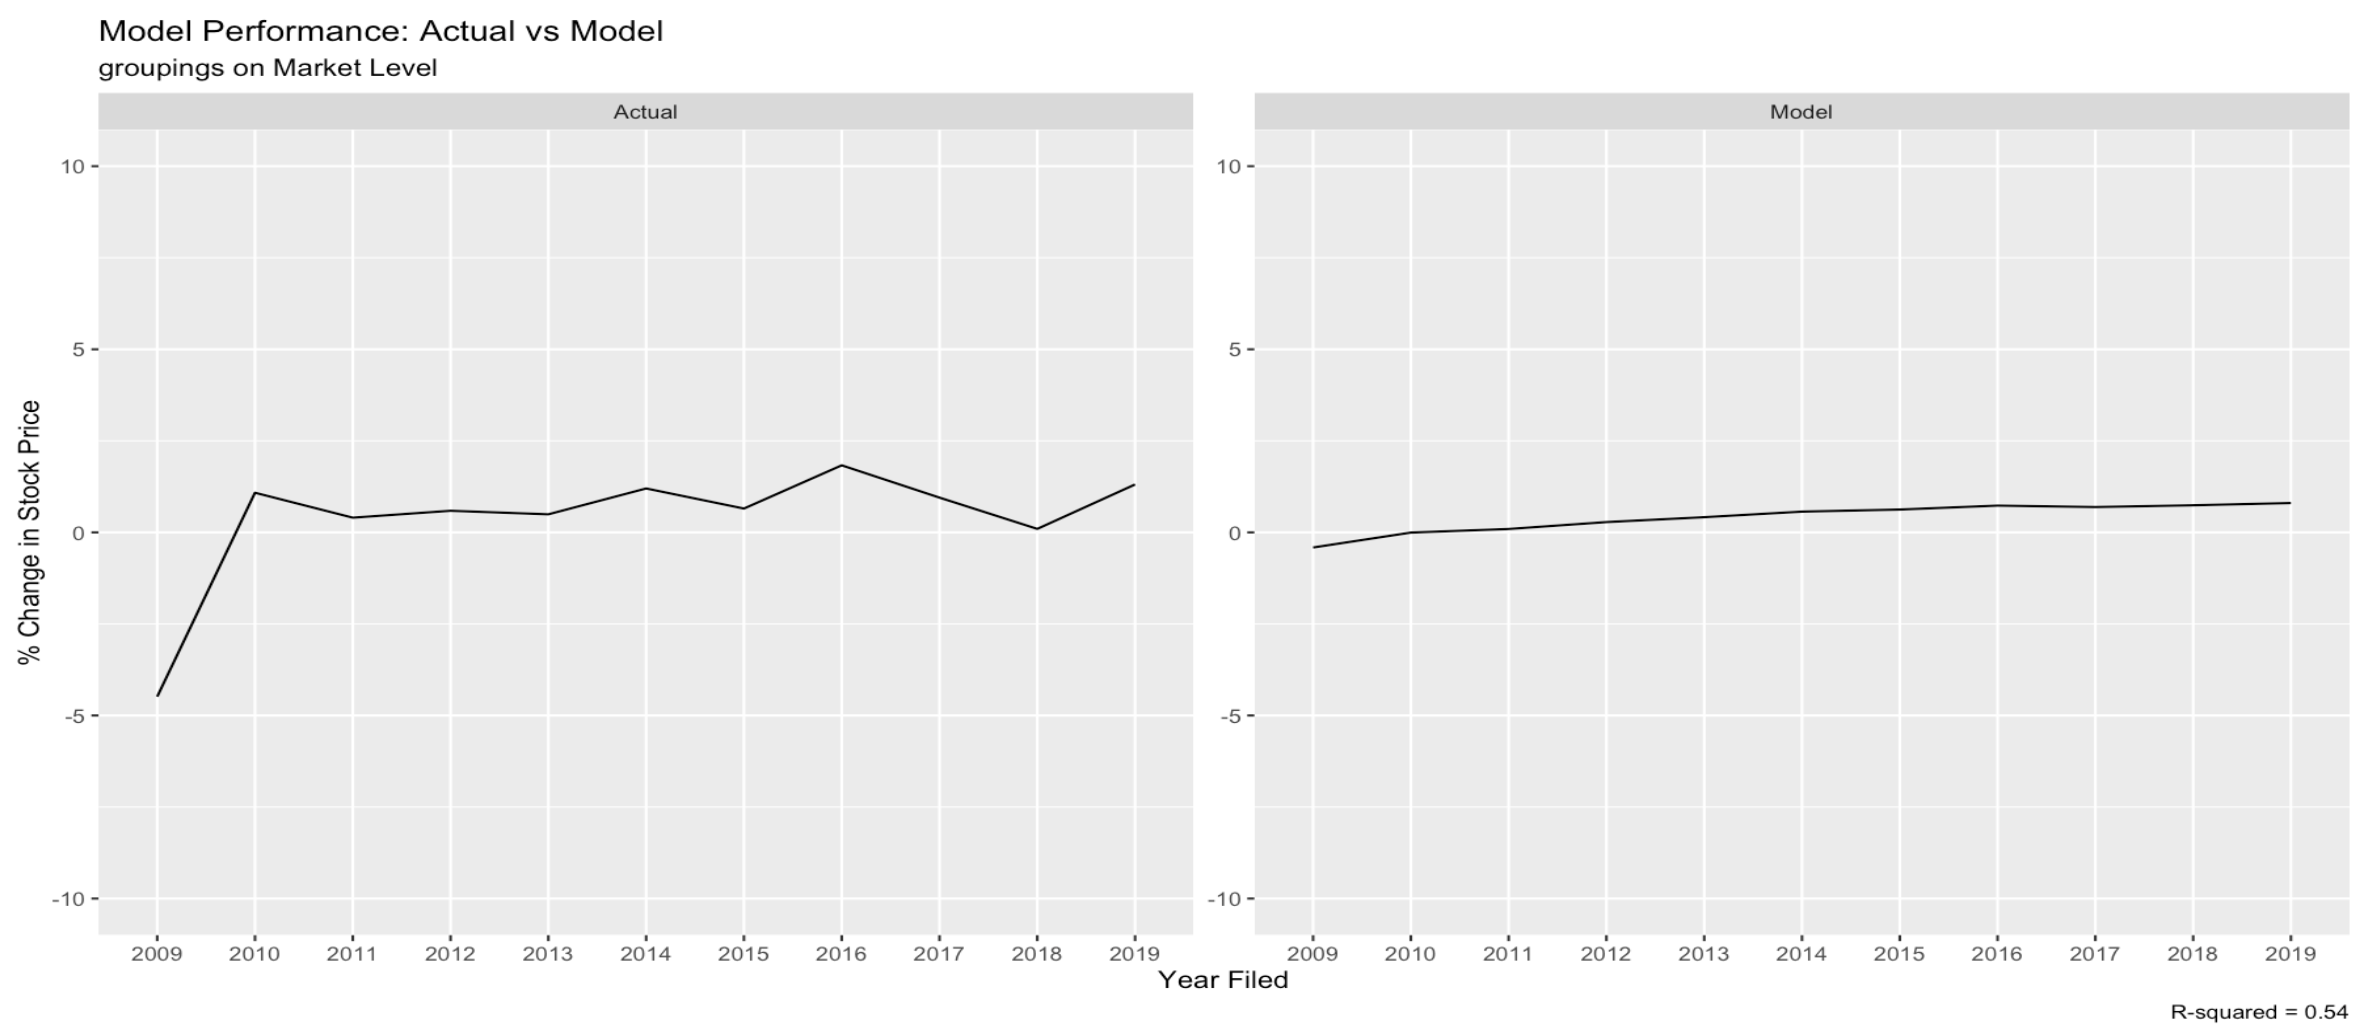 Model Performance: Actual vs Model
groupings on Market Level
Actual
Model
% Change in Stock Price
10
5
0
-5
-10
10
5
0
-5
-10
2009 2010 2011 2012 2013 2014 2015 2016 2017 2018 2019
2009 2010 2011 2012 2013 2014 2015 2016 2017 2018 2019
Year Filed
R-squared = 0.54